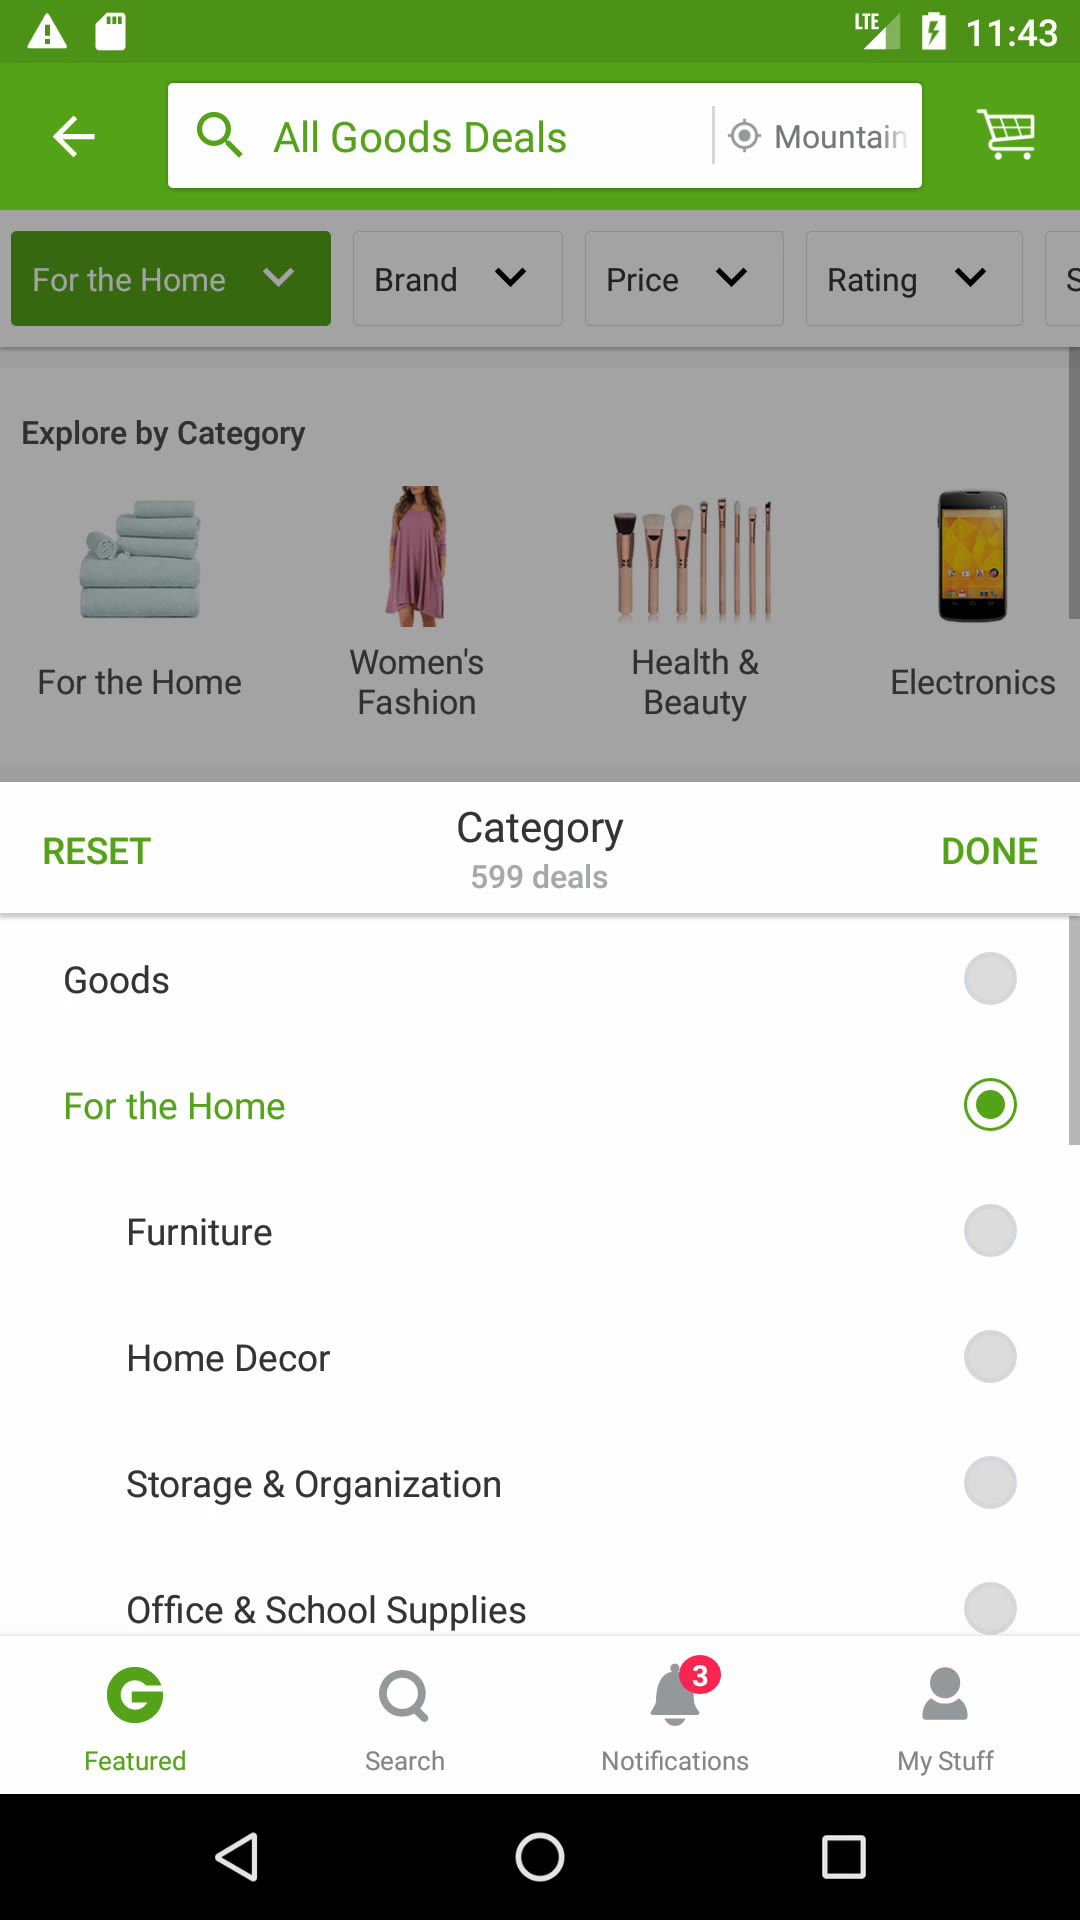 LTE 11:43
All Goods Deals Mountain
For the Home Brand Price Rating S
Explore by Category
For the Home
Women's
Fashion
Health &
Beauty
Electronics
RESET Category DONE
599 deals
Goods
For the Home
Furniture
Home Decor
Storage & Organization
Office & School Supplies
3
Featured Search Notifications My Stuff